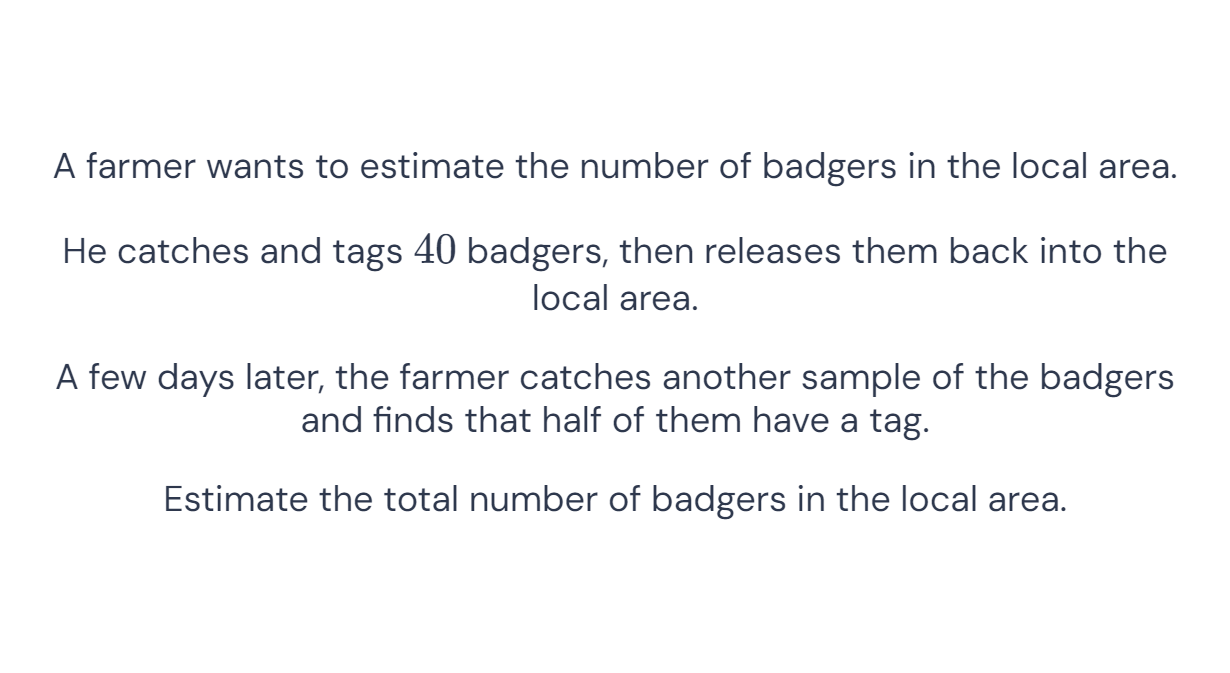 A farmer wants to estimate the number of badgers in the local area.
He catches and tags 40 badgers, then releases them back into the
local area.
A few days later, the farmer catches another sample of the badgers
and finds that half of them have a tag.
Estimate the total number of badgers in the local area.